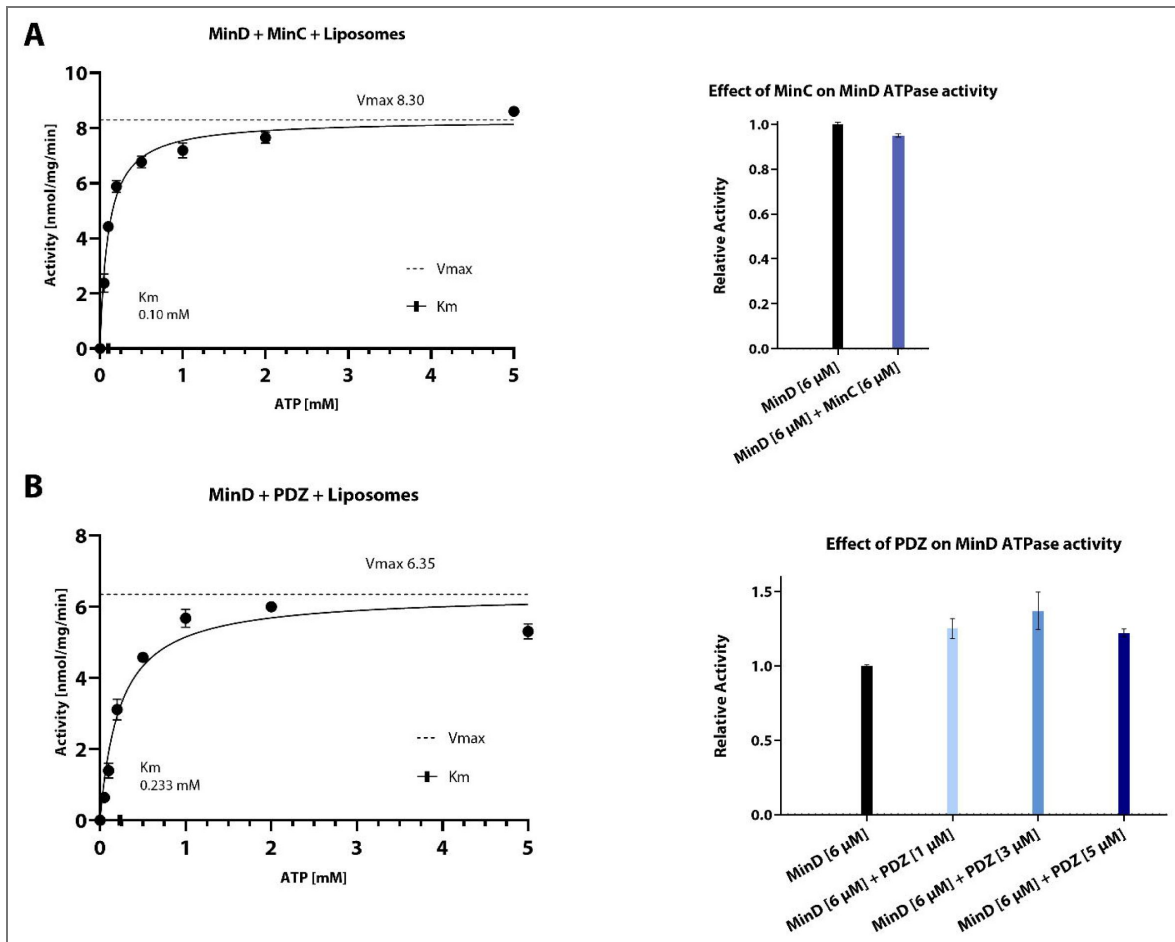 A
MinD + MinC + Liposomes
Activity [nmol/mg/min]
10
8
6
4
2
0
Vmax 8.30
Km
0.10 mM
Vmax
Km
0 1 2 3 4 5
ATP [mM]
Effect of MinC on MinD ATPase activity
Relative Activity
1.0
0.8
0.6
0.4
0.2
0.0
MinD [6 µM]
MinD [6 µM] + MinC [6 µM]
B
MinD + PDZ + Liposomes
Activity [nmol/mg/min]
8
6
4
2
0
Vmax 6.35
Km
0.233 mM
Vmax
Km
0 1 2 3 4 5
ATP [mM]
Effect of PDZ on MinD ATPase activity
Relative Activity
1.5
1.0
0.5
0.0
MinD [6 µM]
MinD [6 µM] + PDZ [1 µM]
MinD [6 µM] + PDZ [3 µM]
MinD [6 µM] + PDZ [5 µM]